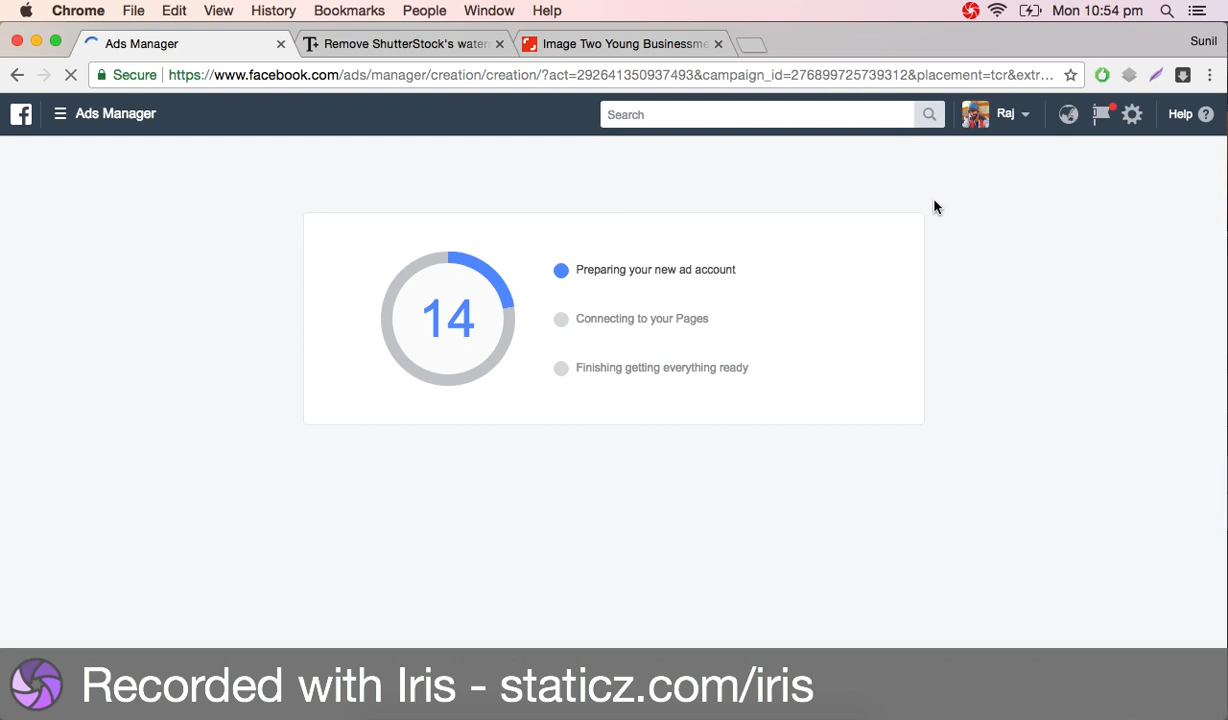 Chrome File Edit View History Bookmarks People Window Help Mon 10:54 pm
Ads Manager Remove ShutterStock's water Image Two Young Businessme Sunil
Secure https://www.facebook.com/ads/manager/creation/creation/?act=292641350937493&campaign_id=276899725739312&placement=tcr&extr...
Ads Manager Search Raj Help ?
14
Preparing your new ad account
Connecting to your Pages
Finishing getting everything ready
Recorded with Iris - staticz.com/iris